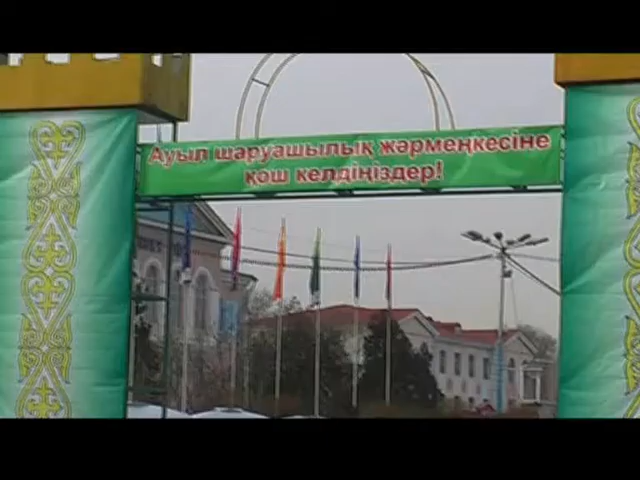 Ауыл шаруашылық жәрмеңкесіне
қош келдіңіздер!